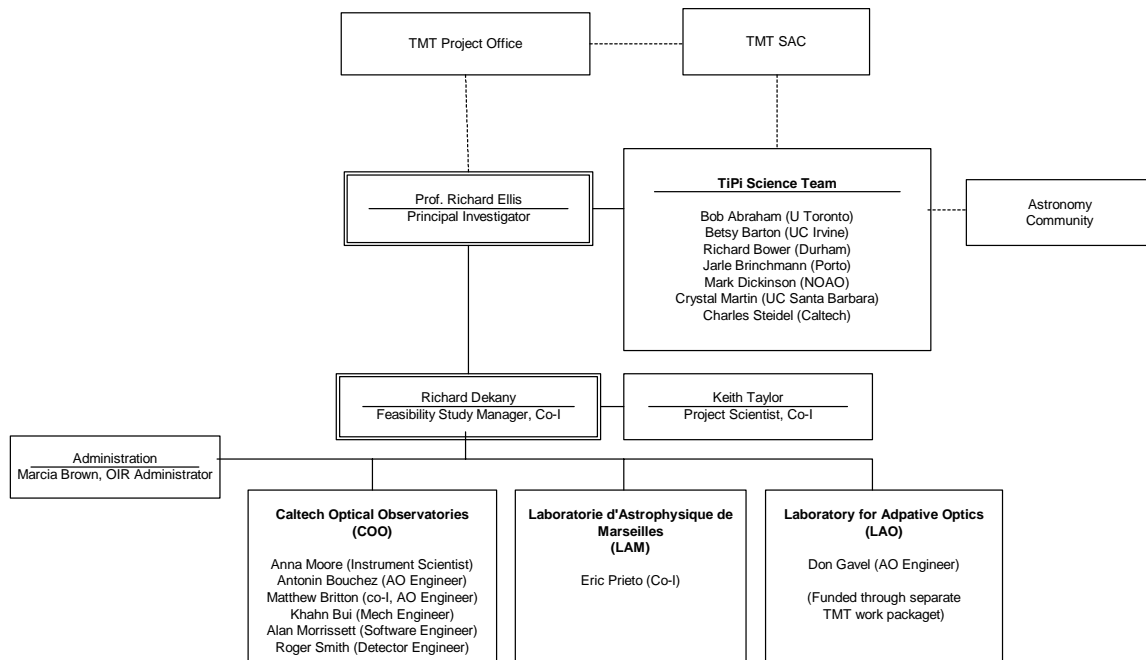 TMT Project Office
TMT SAC
Prof. Richard Ellis
Principal Investigator
TiPi Science Team
Bob Abraham (U Toronto)
Betsy Barton (UC Irvine)
Richard Bower (Durham)
Jarle Brinchmann (Porto)
Mark Dickinson (NOAO)
Crystal Martin (UC Santa Barbara)
Charles Steidel (Caltech)
Astronomy
Community
Richard Dekany
Feasibility Study Manager, Co-I
Keith Taylor
Project Scientist, Co-I
Administration
Marcia Brown, OIR Administrator
Caltech Optical Observatories
(COO)
Anna Moore (Instrument Scientist)
Antonin Bouchez (AO Engineer)
Matthew Britton (co-I, AO Engineer)
Khahn Bui (Mech Engineer)
Alan Morrissett (Software Engineer)
Roger Smith (Detector Engineer)
Laboratorie d'Astrophysique de
Marseilles
(LAM)
Eric Prieto (Co-I)
Laboratory for Adpative Optics
(LAO)
Don Gavel (AO Engineer)
(Funded through separate
TMT work packaget)